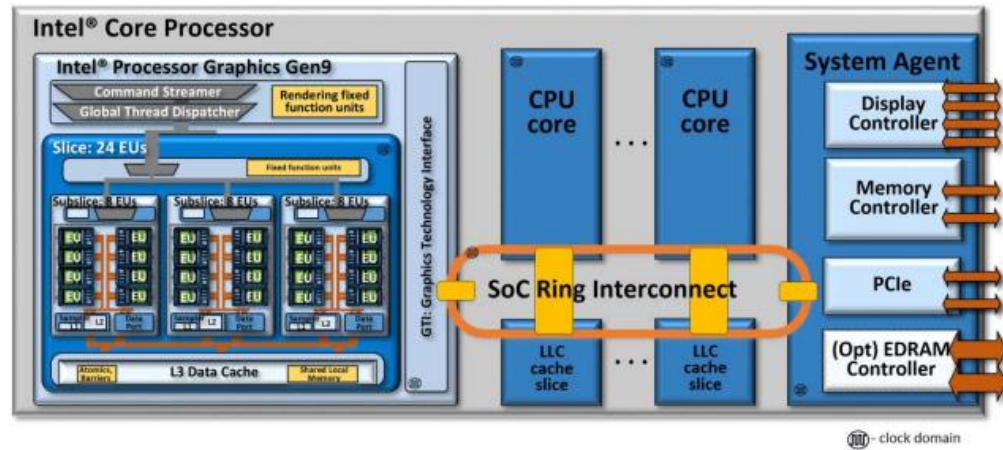 Intel® Core Processor
Intel® Processor Graphics Gen9
Command Streamer
Global Thread Dispatcher
Rendering fixed
function units
Slice: 24 EUs
Fixed function units
Subslice: 8 EUs
EU EU
EU EU
EU EU
EU EU
Sampler
L1
L2
Data
Port
Subslice: 8 EUs
EU EU
EU EU
EU EU
EU EU
Sampler
L1
L2
Data
Port
Subslice: 8 EUs
EU EU
EU EU
EU EU
EU EU
Sampler
L1
L2
Data
Port
Atomics,
Barriers
L3 Data Cache
Shared Local
Memory
GTI: Graphics Technology Interface
CPU
core
...
CPU
core
SoC Ring Interconnect
LLC
cache
slice
...
LLC
cache
slice
System Agent
Display
Controller
Memory
Controller
PCIe
(Opt) EDRAM
Controller
- clock domain